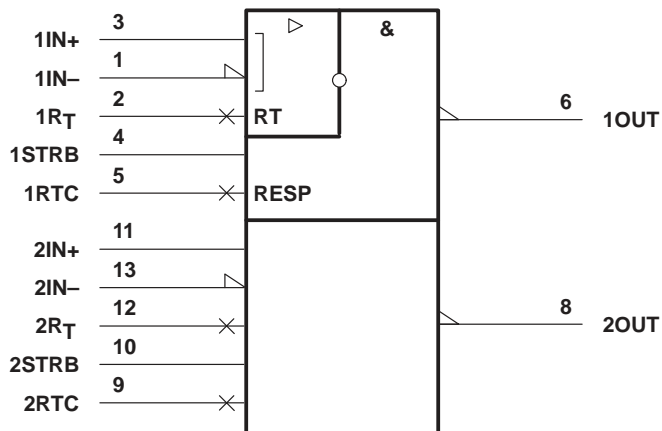 3
1IN+
&
1
1IN–
2
1RT
RT
6
1OUT
4
1STRB
5
1RTC
RESP
11
2IN+
13
2IN–
12
2RT
8
2OUT
10
2STRB
9
2RTC